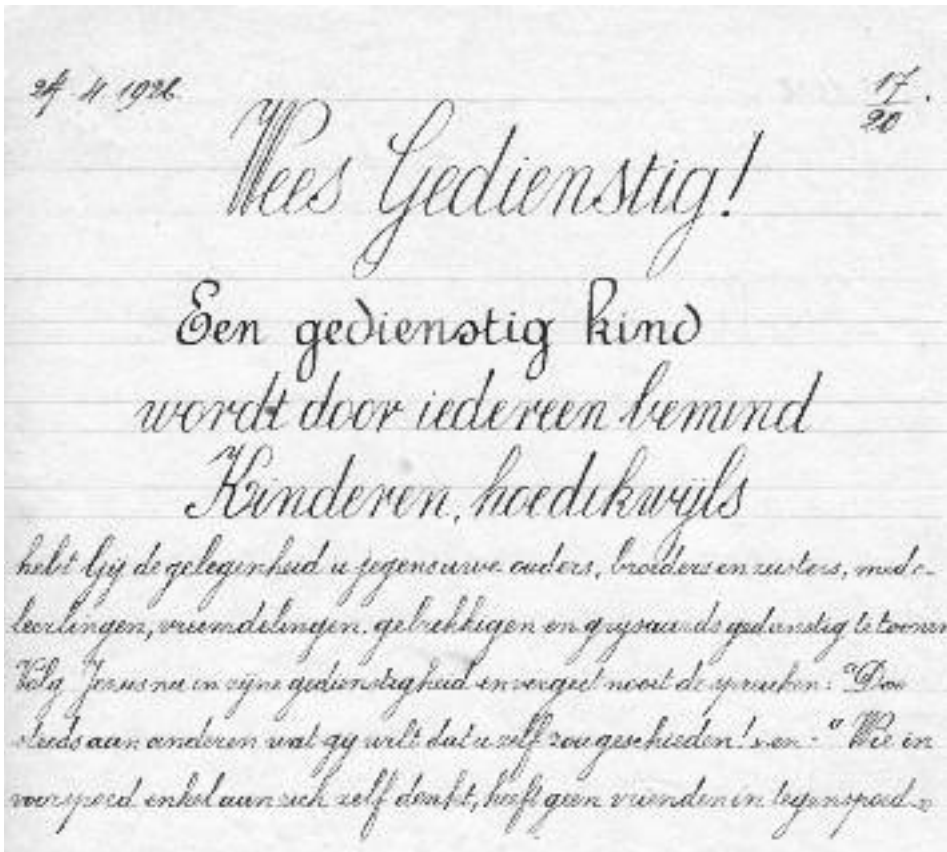 24 4 1926
17
20
Wees Gedienstig!
Een gedienstig kind
wordt door iedereen bemind
Kinderen, hoedikwijls
hebt Gij de gelegenheid u jegens uwe ouders, broeders en zusters, mede-
leerlingen, vriemdelingen, gebrekkigen en grijsaards gedienstig te toonen
Volg Jezus na in zijne gedienstigheid en vergeet nooit de spreuken: "Doe
steeds aan anderen wat gij wilt dat u zelf zou geschieden! » en - "Wie in
voorspoed enkel aan zich zelf denkt, heeft geen vrienden in tegenspoed »